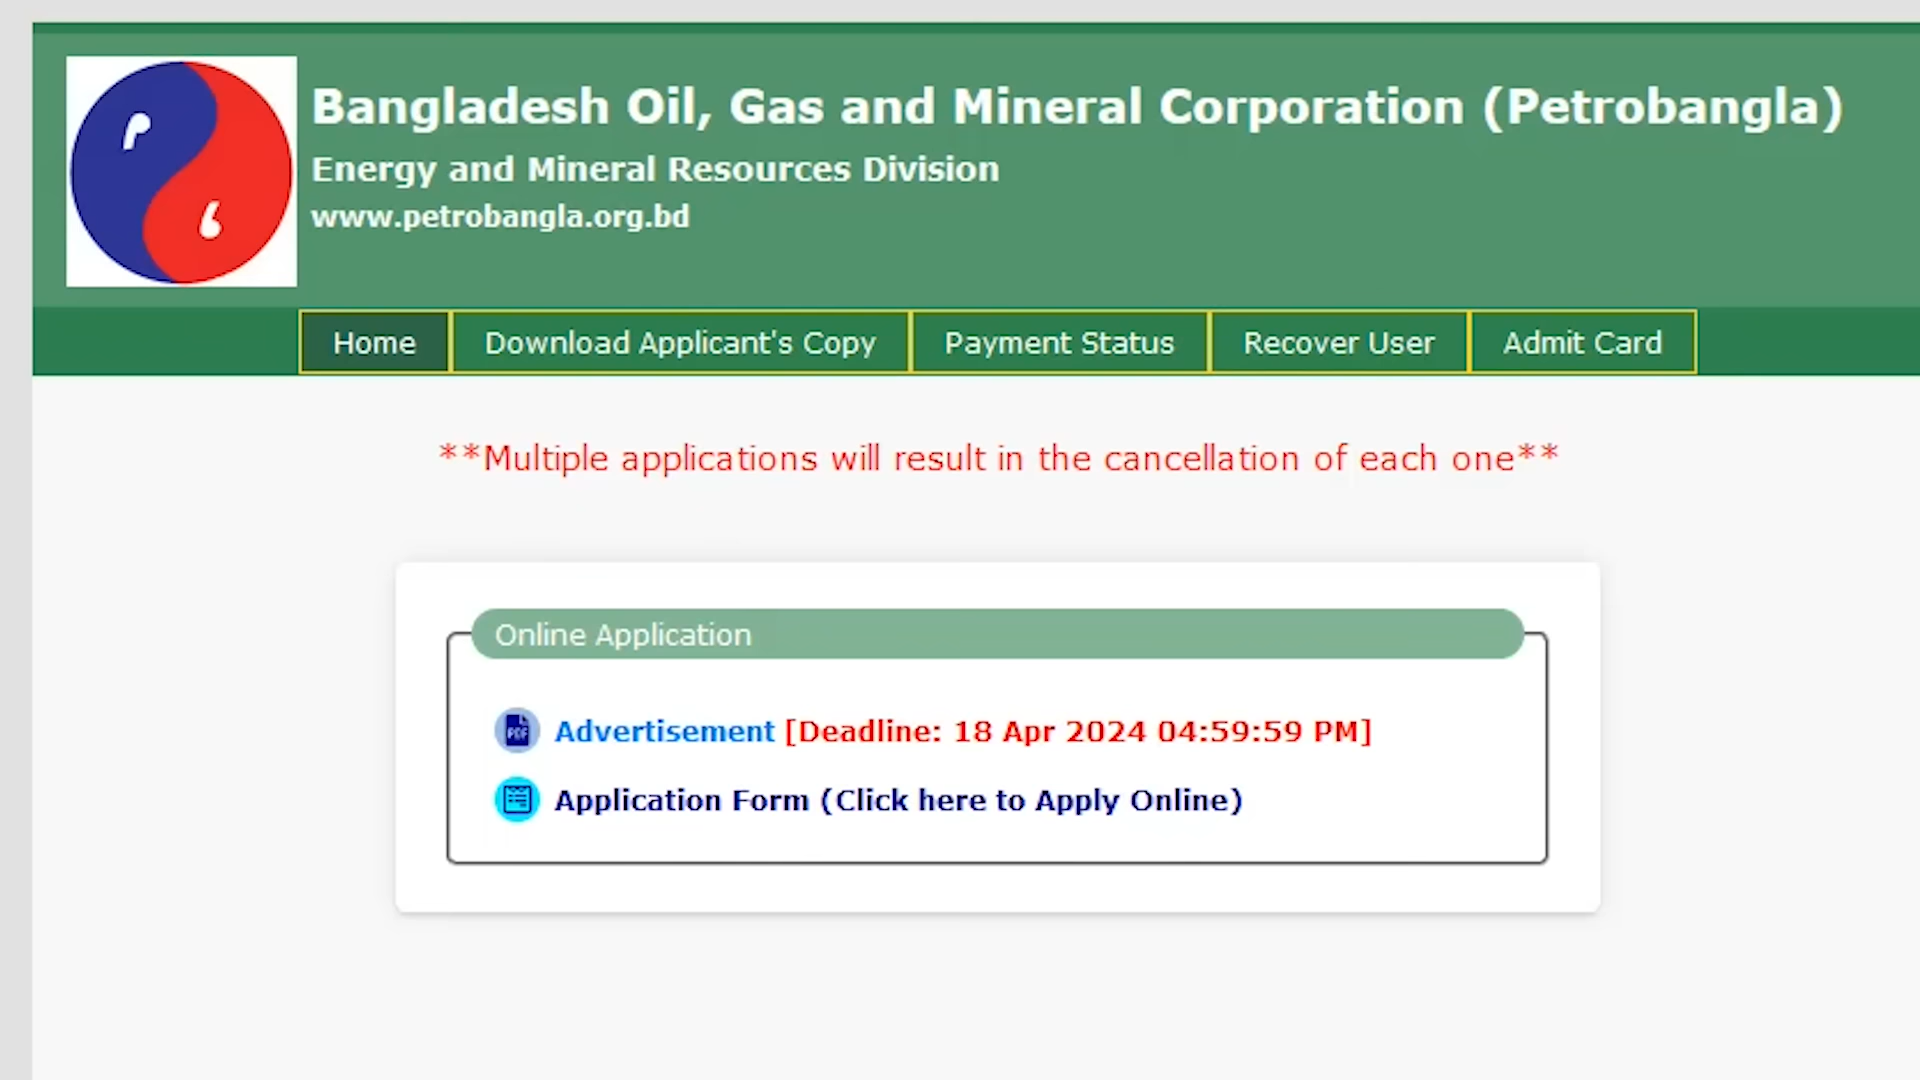 Bangladesh Oil, Gas and Mineral Corporation (Petrobangla)
Energy and Mineral Resources Division
www.petrobangla.org.bd
Home Download Applicant's Copy Payment Status Recover User Admit Card
**Multiple applications will result in the cancellation of each one**
Online Application
PDF Advertisement [Deadline: 18 Apr 2024 04:59:59 PM]
Application Form (Click here to Apply Online)